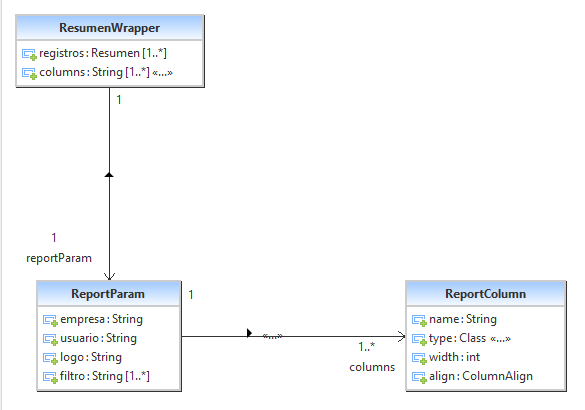 ResumenWrapper
registros : Resumen [1..*]
columns : String [1..*] «...»
1
1
reportParam
ReportParam
empresa : String
usuario : String
logo : String
filtro : String [1..*]
1
«...»
1..*
columns
ReportColumn
name : String
type : Class «...»
width : int
align : ColumnAlign